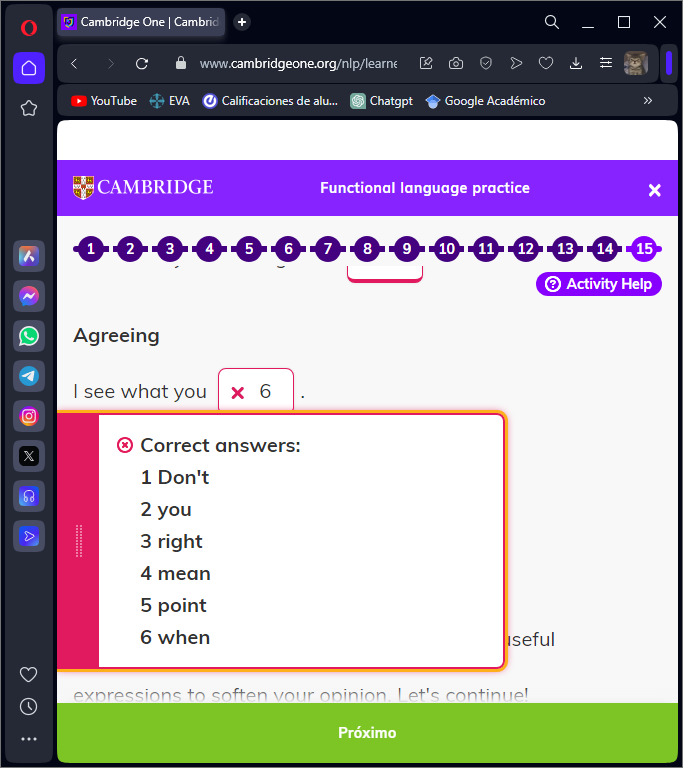 Cambridge One | Cambrid
www.cambridgeone.org/nlp/learne
YouTube
EVA
Calificaciones de alu...
Chatgpt
Google Académico
CAMBRIDGE
Functional language practice
1 2 3 4 5 6 7 8 9 10 11 12 13 14 15
Activity Help
Agreeing
I see what you 6 .
Correct answers:
1 Don't
2 you
3 right
4 mean
5 point
6 when
useful
expressions to soften your opinion. Let's continue!
Próximo